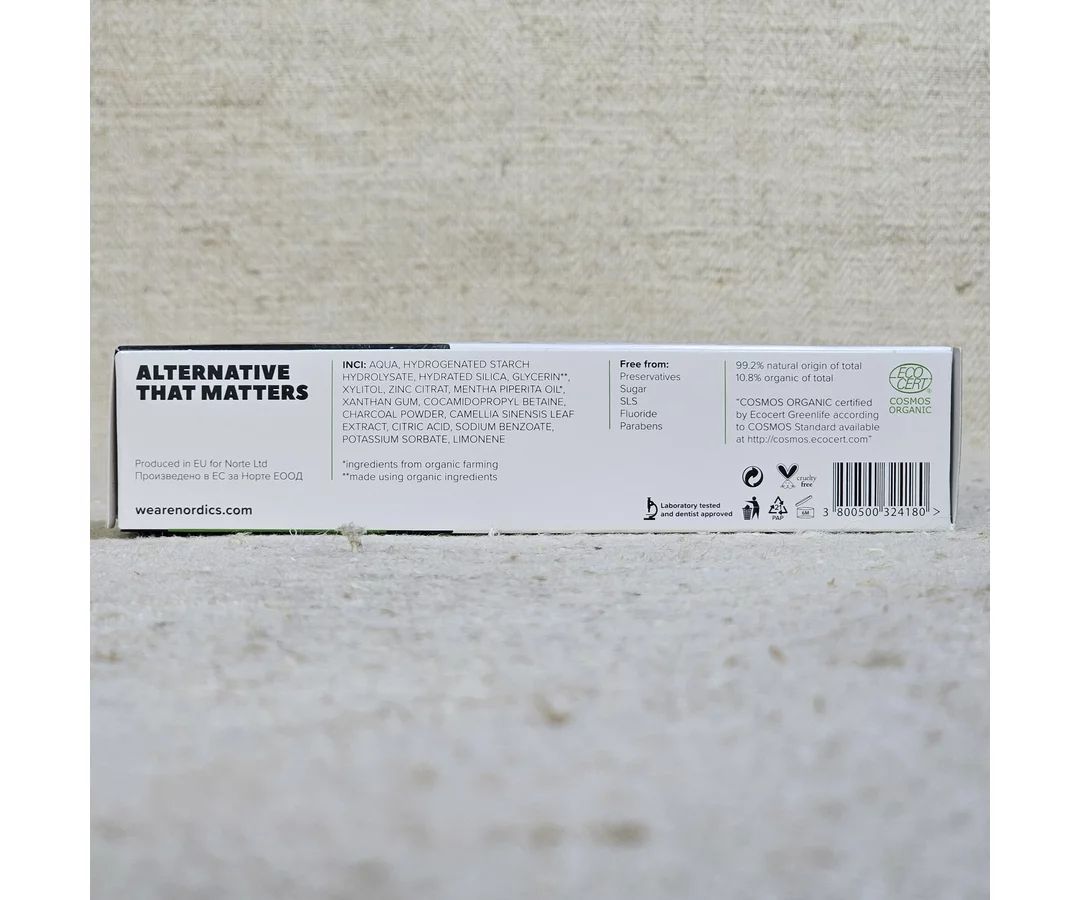 ALTERNATIVE
THAT MATTERS
Produced in EU for Norte Ltd
Произведено в ЕС за Норте ЕООД
wearenordics.com
INCI: AQUA, HYDROGENATED STARCH
HYDROLYSATE, HYDRATED SILICA, GLYCERIN**,
XYLITOL, ZINC CITRAT, MENTHA PIPERITA OIL*,
XANTHAN GUM, COCAMIDOPROPYL BETAINE,
CHARCOAL POWDER, CAMELLIA SINENSIS LEAF
EXTRACT, CITRIC ACID, SODIUM BENZOATE,
POTASSIUM SORBATE, LIMONENE
*ingredients from organic farming
**made using organic ingredients
Free from:
Preservatives
Sugar
SLS
Fluoride
Parabens
99.2% natural origin of total
10.8% organic of total
"COSMOS ORGANIC certified
by Ecocert Greenlife according
to COSMOS Standard available
at http://cosmos.ecocert.com"
ECO
CERT
COSMOS
ORGANIC
cruelty
free
Laboratory tested
and dentist approved
21
PAP
6M
3 800500 324180 >